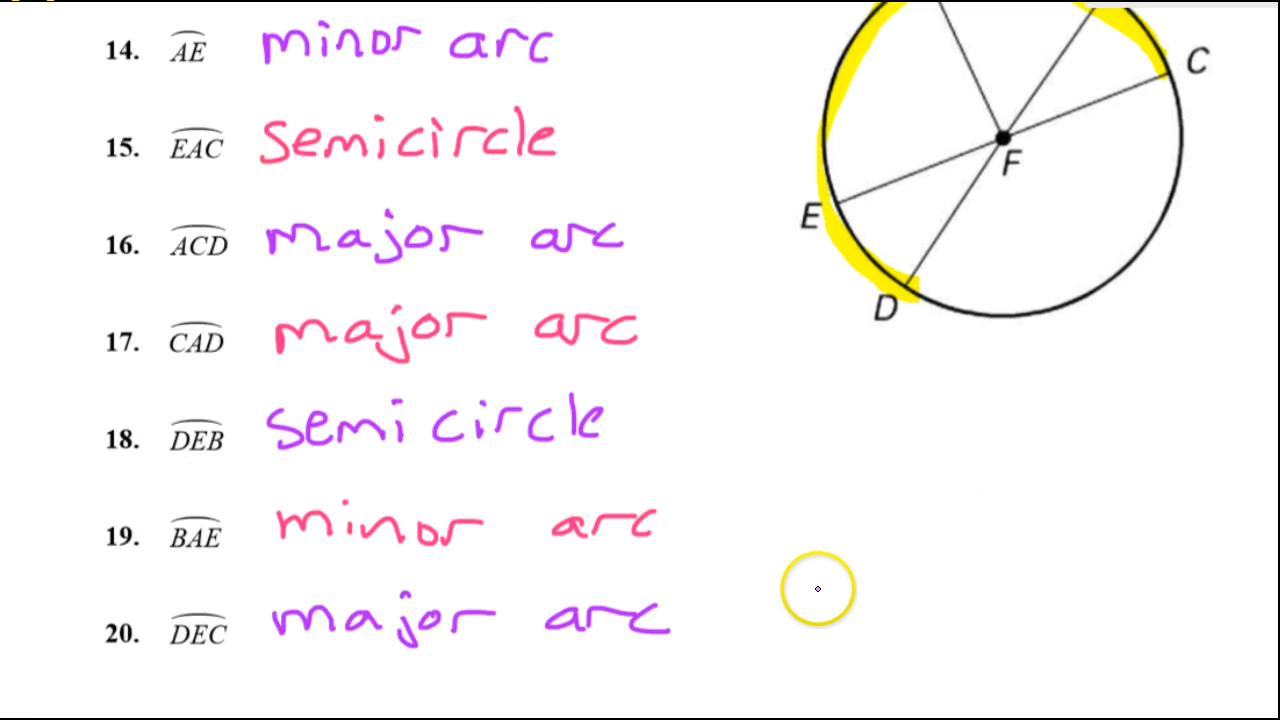 14. AE minor arc
15. EAC semicircle
16. ACD major arc
17. CAD major arc
18. DEB semicircle
19. BAE minor arc
20. DEC major arc
C
F
E
D